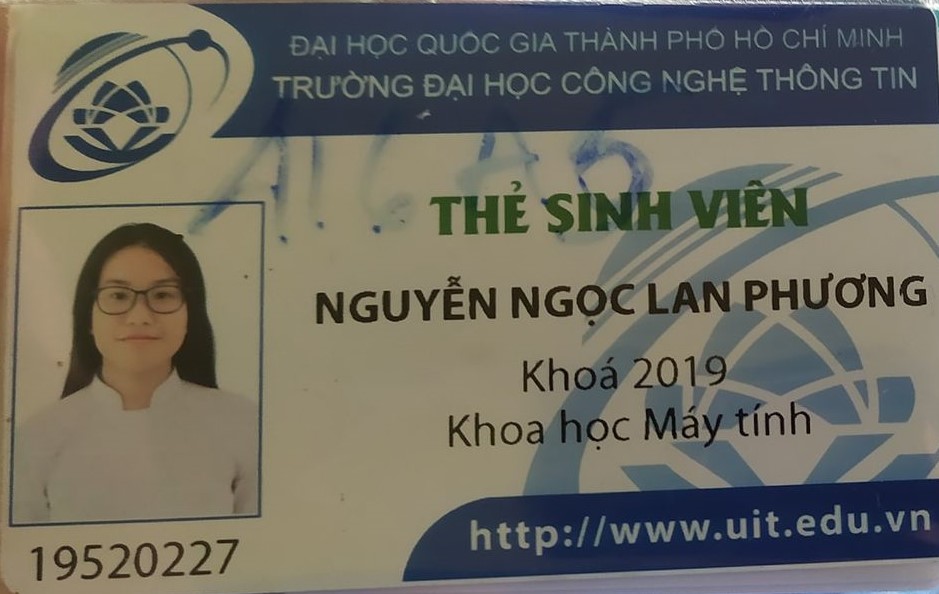 ĐẠI HỌC QUỐC GIA THÀNH PHỐ HỒ CHÍ MINH
TRƯỜNG ĐẠI HỌC CÔNG NGHỆ THÔNG TIN
THẺ SINH VIÊN
NGUYỄN NGỌC LAN PHƯƠNG
Khoá 2019
Khoa học Máy tính
http://www.uit.edu.vn
19520227